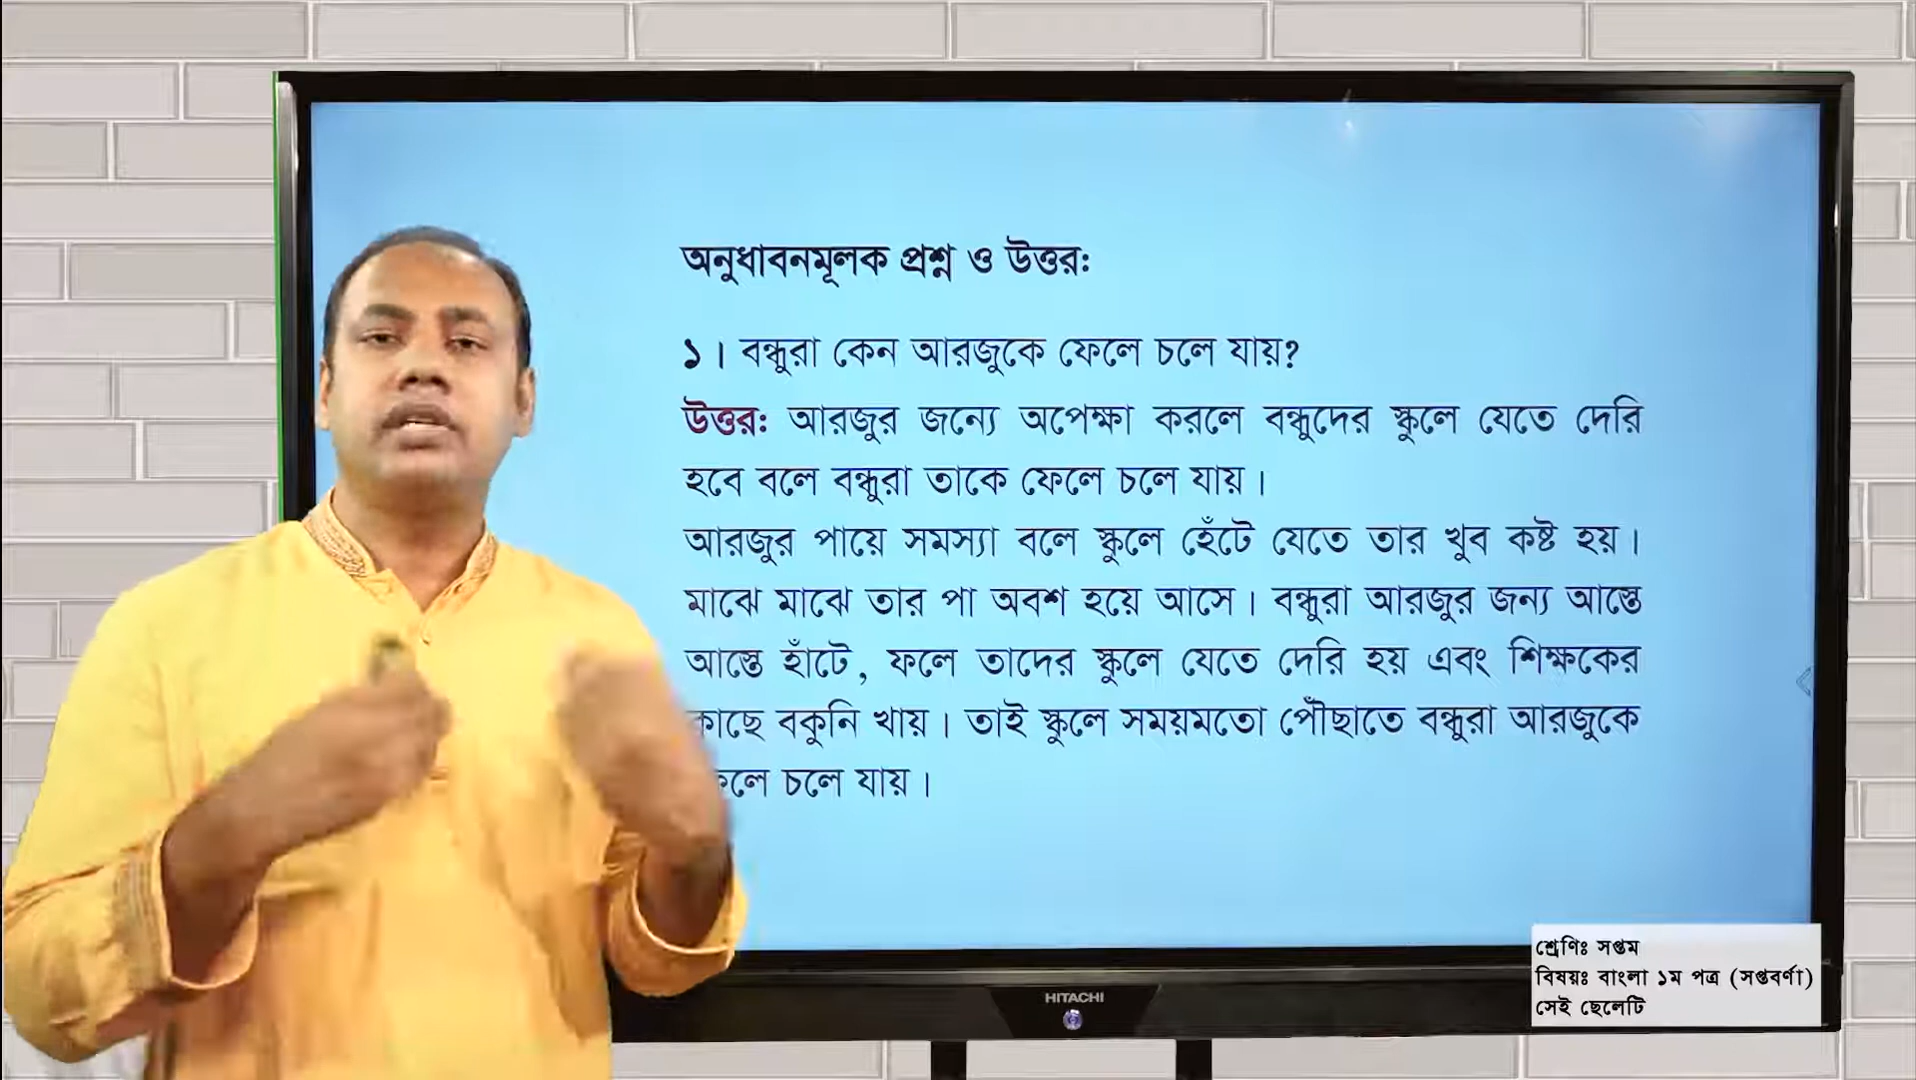 অনুধাবনমূলক প্রশ্ন ও উত্তর:
১। বন্ধুরা কেন আরজুকে ফেলে চলে যায়?
উত্তর: আরজুর জন্যে অপেক্ষা করলে বন্ধুদের স্কুলে যেতে দেরি
হবে বলে বন্ধুরা তাকে ফেলে চলে যায়।
আরজুর পায়ে সমস্যা বলে স্কুলে হেঁটে যেতে তার খুব কষ্ট হয়।
মাঝে মাঝে তার পা অবশ হয়ে আসে। বন্ধুরা আরজুর জন্য আস্তে
আস্তে হাঁটে, ফলে তাদের স্কুলে যেতে দেরি হয় এবং শিক্ষকের
কাছে বকুনি খায়। তাই স্কুলে সময়মতো পৌঁছাতে বন্ধুরা আরজুকে
চলে যায়।
শ্রেণিঃ সপ্তম
বিষয়ঃ বাংলা ১ম পত্র (সপ্তবর্ণা)
সেই ছেলেটি
HITACHI